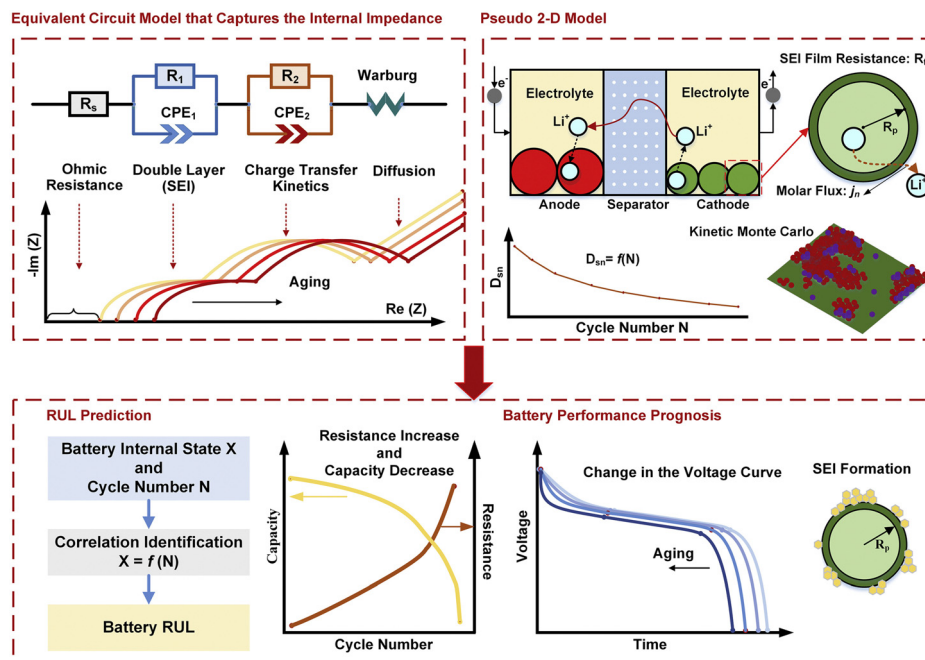 Equivalent Circuit Model that Captures the Internal Impedance
R₁
R₂
Warburg
Rₛ
CPE₁
CPE₂
Ohmic
Resistance
Double Layer
(SEI)
Charge Transfer
Kinetics
Diffusion
-Im (Z)
Aging
Re (Z)
Pseudo 2-D Model
SEI Film Resistance:
e⁻
Electrolyte
Electrolyte
e⁻
Li⁺
Li⁺
Rₚ
Li⁺
Molar Flux: jₙ
Anode
Separator
Cathode
Kinetic Monte Carlo
Dₛₙ
Dₛₙ= f(N)
Cycle Number N
RUL Prediction
Battery Internal State X
and
Cycle Number N
Correlation Identification
X = f (N)
Battery RUL
Resistance Increase
and
Capacity Decrease
Capacity
Resistance
Cycle Number
Battery Performance Prognosis
Change in the Voltage Curve
Voltage
Aging
Time
SEI Formation
Rₚ